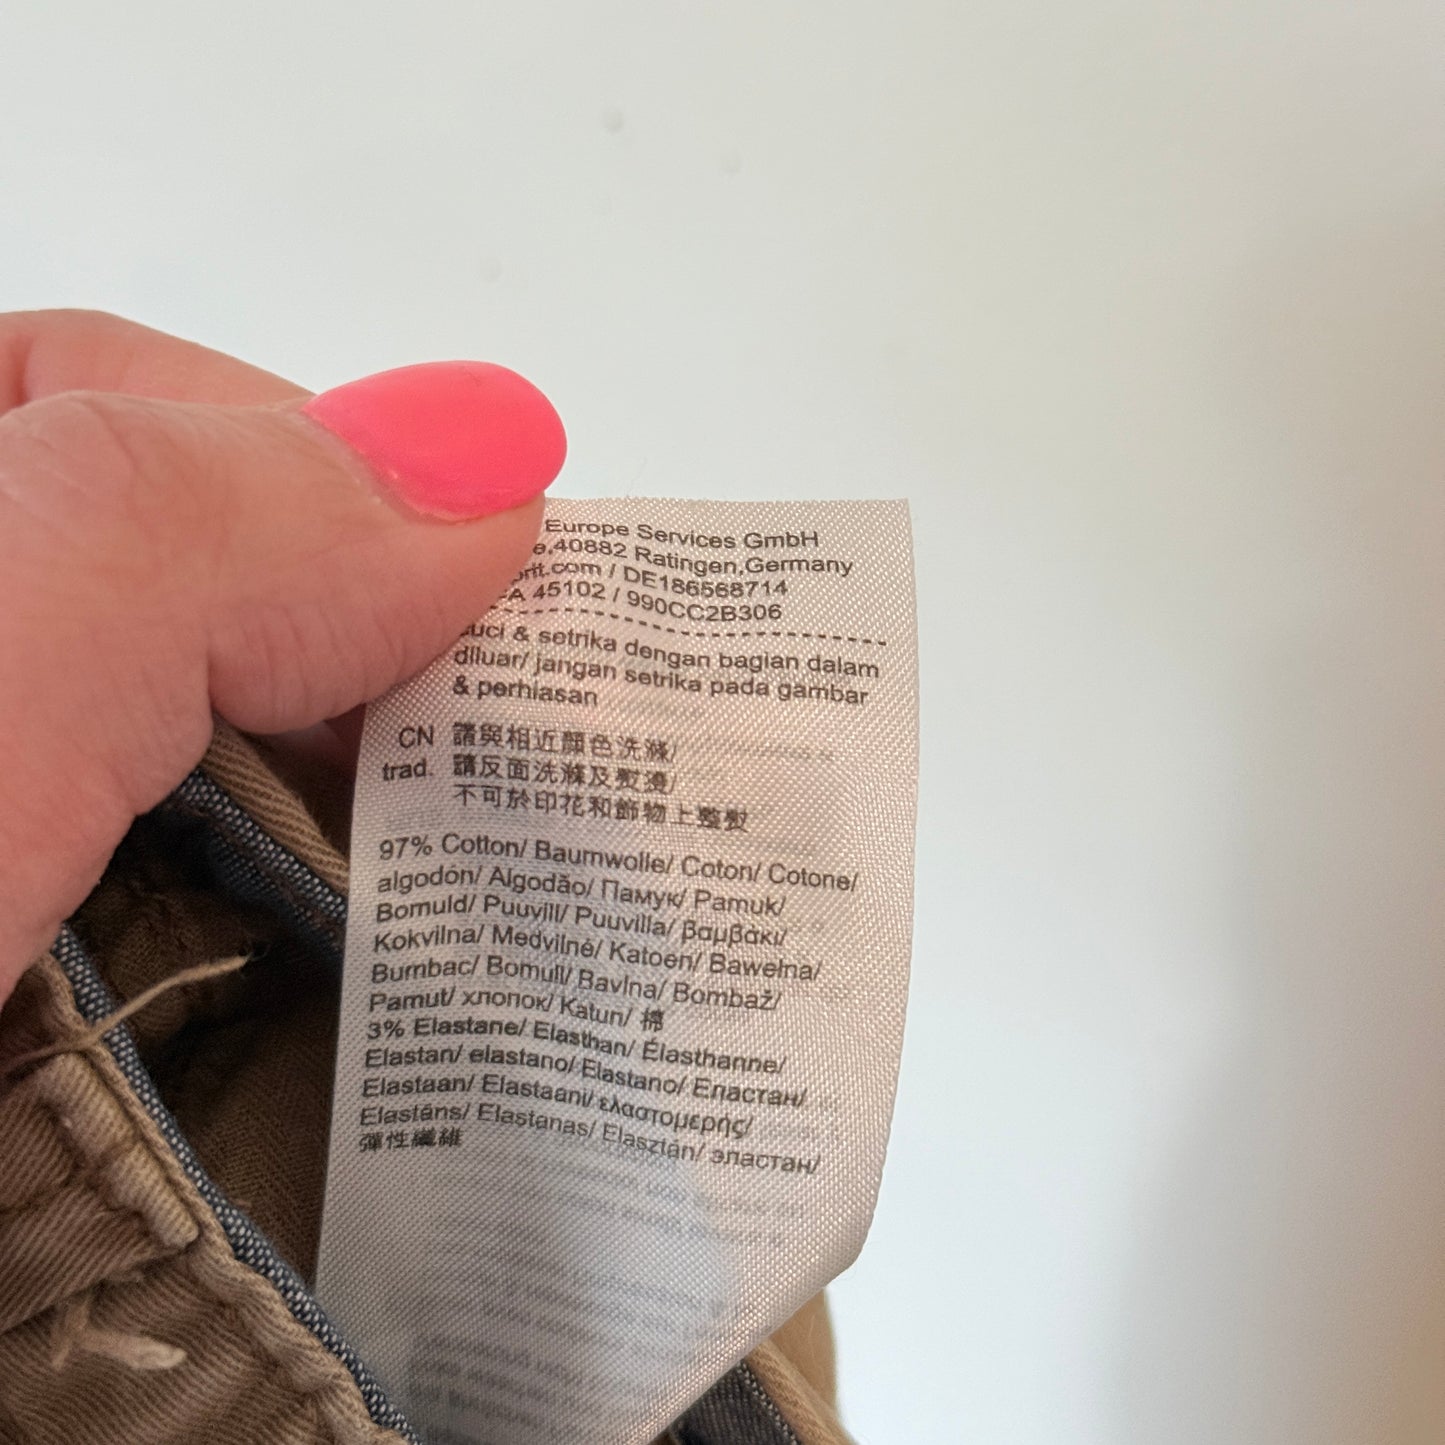 Europe Services GmbH
40882 Ratingen,Germany
.com / DE186568714
45102 / 990CC2B306
& setrika dengan bagian dalam
diluar/ jangan setrika pada gambar
& perhiasan
CN 請與相近顏色洗滌/
trad. 請反面洗滌及熨燙/
不可於印花和飾物上整熨
97% Cotton/ Baumwolle/ Coton/ Cotone/
algodón/ Algodão/ Памук/ Pamuk/
Bomuld/ Puuvill/ Puuvilla/ βαμβάκι/
Kokvilna/ Medvilnė/ Katoen/ Bawełna/
Bumbac/ Bomull/ Bavlna/ Bombaž/
Pamut/ хлопок/ Katun/ 棉
3% Elastane/ Elasthan/ Élasthanne/
Elastan/ elastano/ Elastano/ Еластан/
Elastaan/ Elastaani/ ελαστομερής/
Elastāns/ Elastanas/ Elasztán/ эластан/
彈性纖維